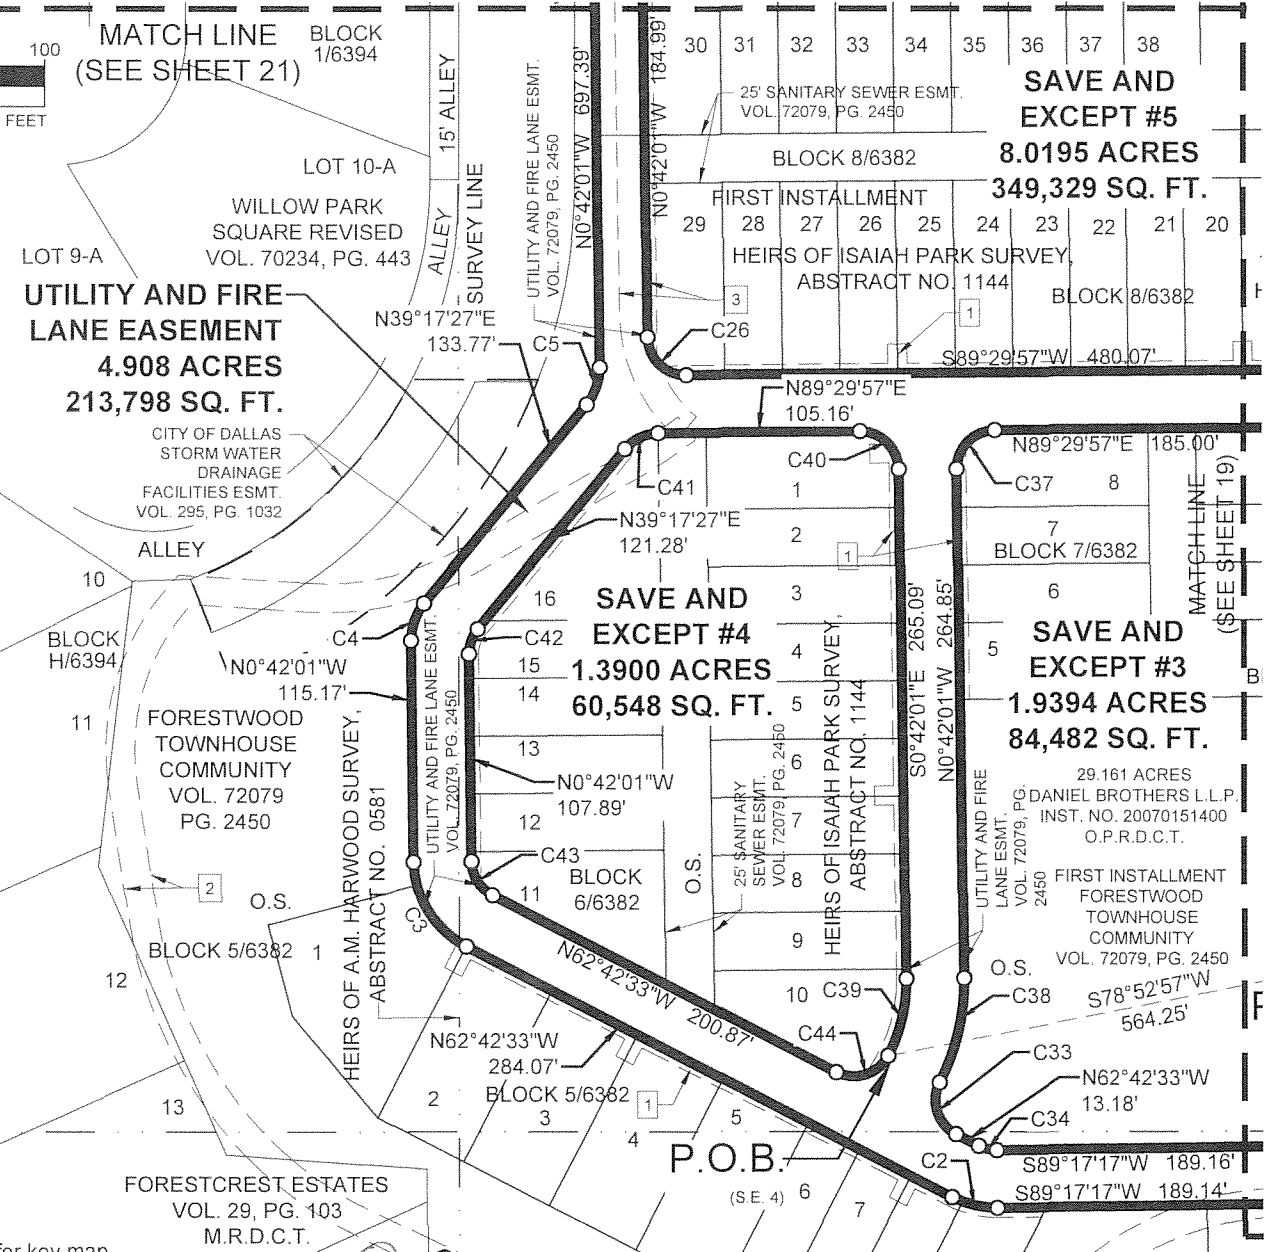 100
FEET
MATCH LINE
(SEE SHEET 21)
BLOCK
1/6394
15' ALLEY
LOT 10-A
WILLOW PARK
SQUARE REVISED
VOL. 70234, PG. 443
ALLEY
SURVEY LINE
LOT 9-A
UTILITY AND FIRE
LANE EASEMENT
4.908 ACRES
213,798 SQ. FT.
CITY OF DALLAS
STORM WATER
DRAINAGE
FACILITIES ESMT.
VOL. 295, PG. 1032
ALLEY
UTILITY AND FIRE LANE ESMT.
VOL. 72079, PG. 2450
N0°42'01"W 697.39'
N0°42'01"W 184.99'
30 31 32 33 34 35 36 37 38
25' SANITARY SEWER ESMT.
VOL. 72079, PG. 2450
SAVE AND
EXCEPT #5
8.0195 ACRES
349,329 SQ. FT.
BLOCK 8/6382
FIRST INSTALLMENT
29 28 27 26 25 24 23 22 21 20
HEIRS OF ISAIAH PARK SURVEY,
ABSTRACT NO. 1144
BLOCK 8/6382
3
1
N39°17'27"E
133.77'
C5
C26
S89°29'57"W 480.07'
N89°29'57"E
105.16'
C40
C41
N89°29'57"E 185.00'
C37
8
7
BLOCK 7/6382
6
5
MATCH LINE
(SEE SHEET 19)
N39°17'27"E
121.28'
1
2
1
3
4
5
6
7
8
9
10
16
15
14
13
12
11
SAVE AND
EXCEPT #4
1.3900 ACRES
60,548 SQ. FT.
SAVE AND
EXCEPT #3
1.9394 ACRES
84,482 SQ. FT.
S0°42'01"E 265.09'
N0°42'01"W 264.85'
HEIRS OF ISAIAH PARK SURVEY,
ABSTRACT NO. 1144
10
BLOCK
H/6394
11
C4
C42
N0°42'01"W
115.17'
UTILITY AND FIRE LANE ESMT.
VOL. 72079, PG. 2450
FORESTWOOD
TOWNHOUSE
COMMUNITY
VOL. 72079
PG. 2450
HEIRS OF A.M. HARWOOD SURVEY,
ABSTRACT NO. 0581
N0°42'01"W
107.89'
C43
BLOCK
6/6382
O.S.
25' SANITARY
SEWER ESMT.
VOL. 72079, PG. 2450
29.161 ACRES
DANIEL BROTHERS L.L.P.
INST. NO. 20070151400
O.P.R.D.C.T.
UTILITY AND FIRE
LANE ESMT.
VOL. 72079, PG.
2450
FIRST INSTALLMENT
FORESTWOOD
TOWNHOUSE
COMMUNITY
VOL. 72079, PG. 2450
2
O.S.
C3
BLOCK 5/6382
1
12
N62°42'33"W 200.87'
C39
O.S.
C38
S78°52'57"W
564.25'
C44
N62°42'33"W
284.07'
BLOCK 5/6382
1
C33
N62°42'33"W
13.18'
C34
13
2
3
4
5
6
7
P.O.B.
(S.E. 4)
C2
S89°17'17"W 189.16'
S89°17'17"W 189.14'
FORESTCREST ESTATES
VOL. 29, PG. 103
M.R.D.C.T.
for key map